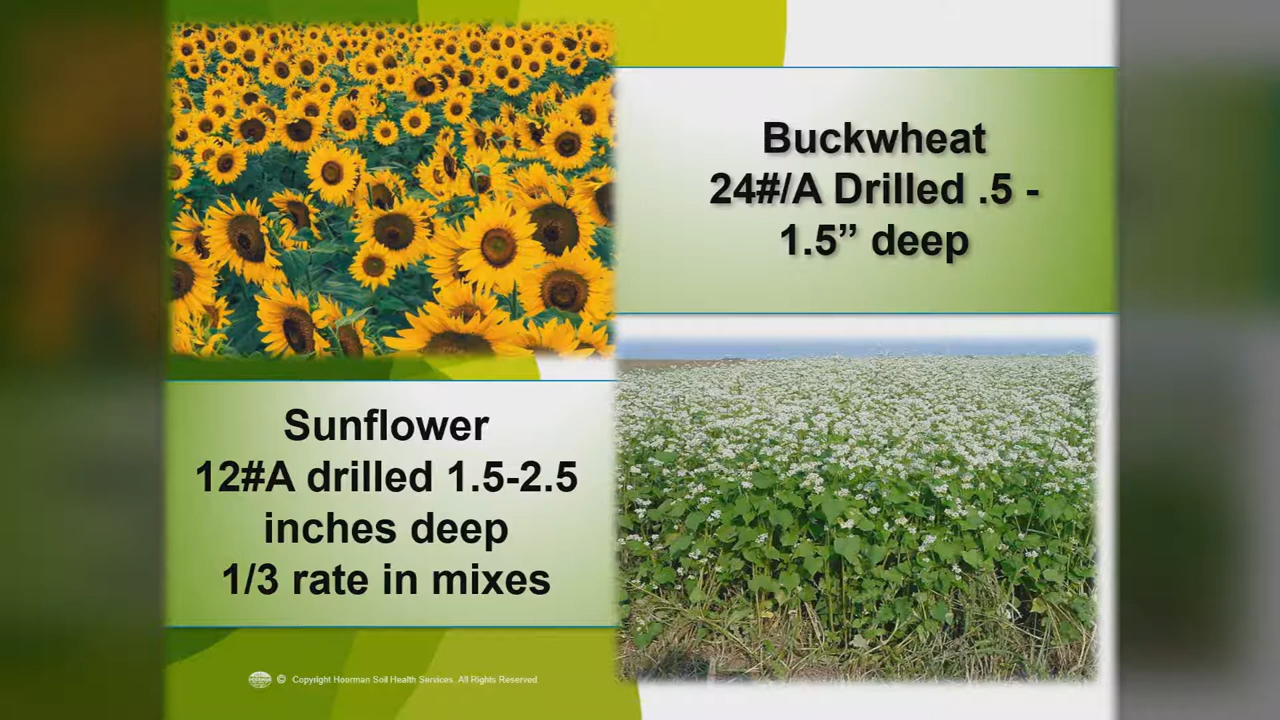 Buckwheat
24#/A Drilled .5 -
1.5” deep
Sunflower
12#A drilled 1.5-2.5
inches deep
1/3 rate in mixes
© Copyright Hoorman Soil Health Services. All Rights Reserved.